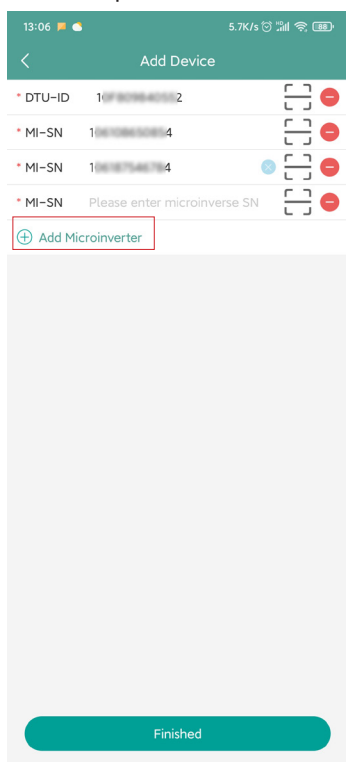 13:06 5.7K/s 88
Add Device
* DTU-ID
* MI-SN
* MI-SN
* MI-SN Please enter microinverse SN
Add Microinverter
Finished